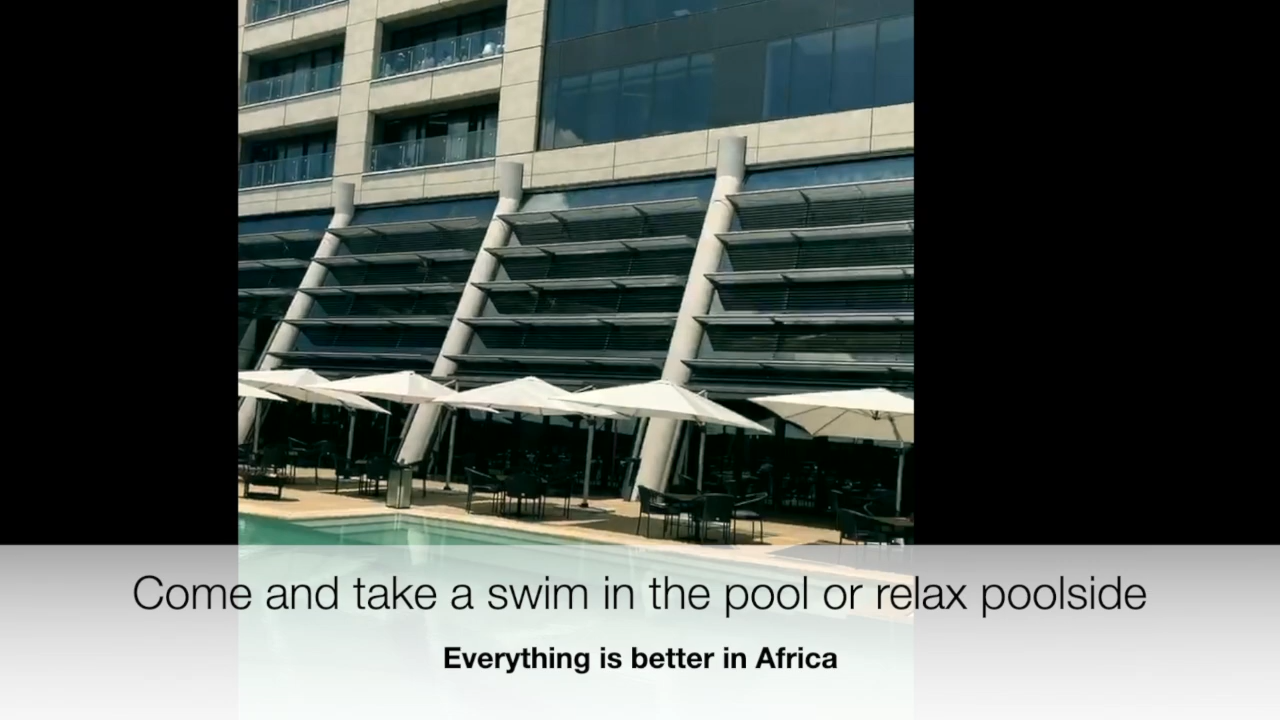 Come and take a swim in the pool or relax poolside
Everything is better in Africa